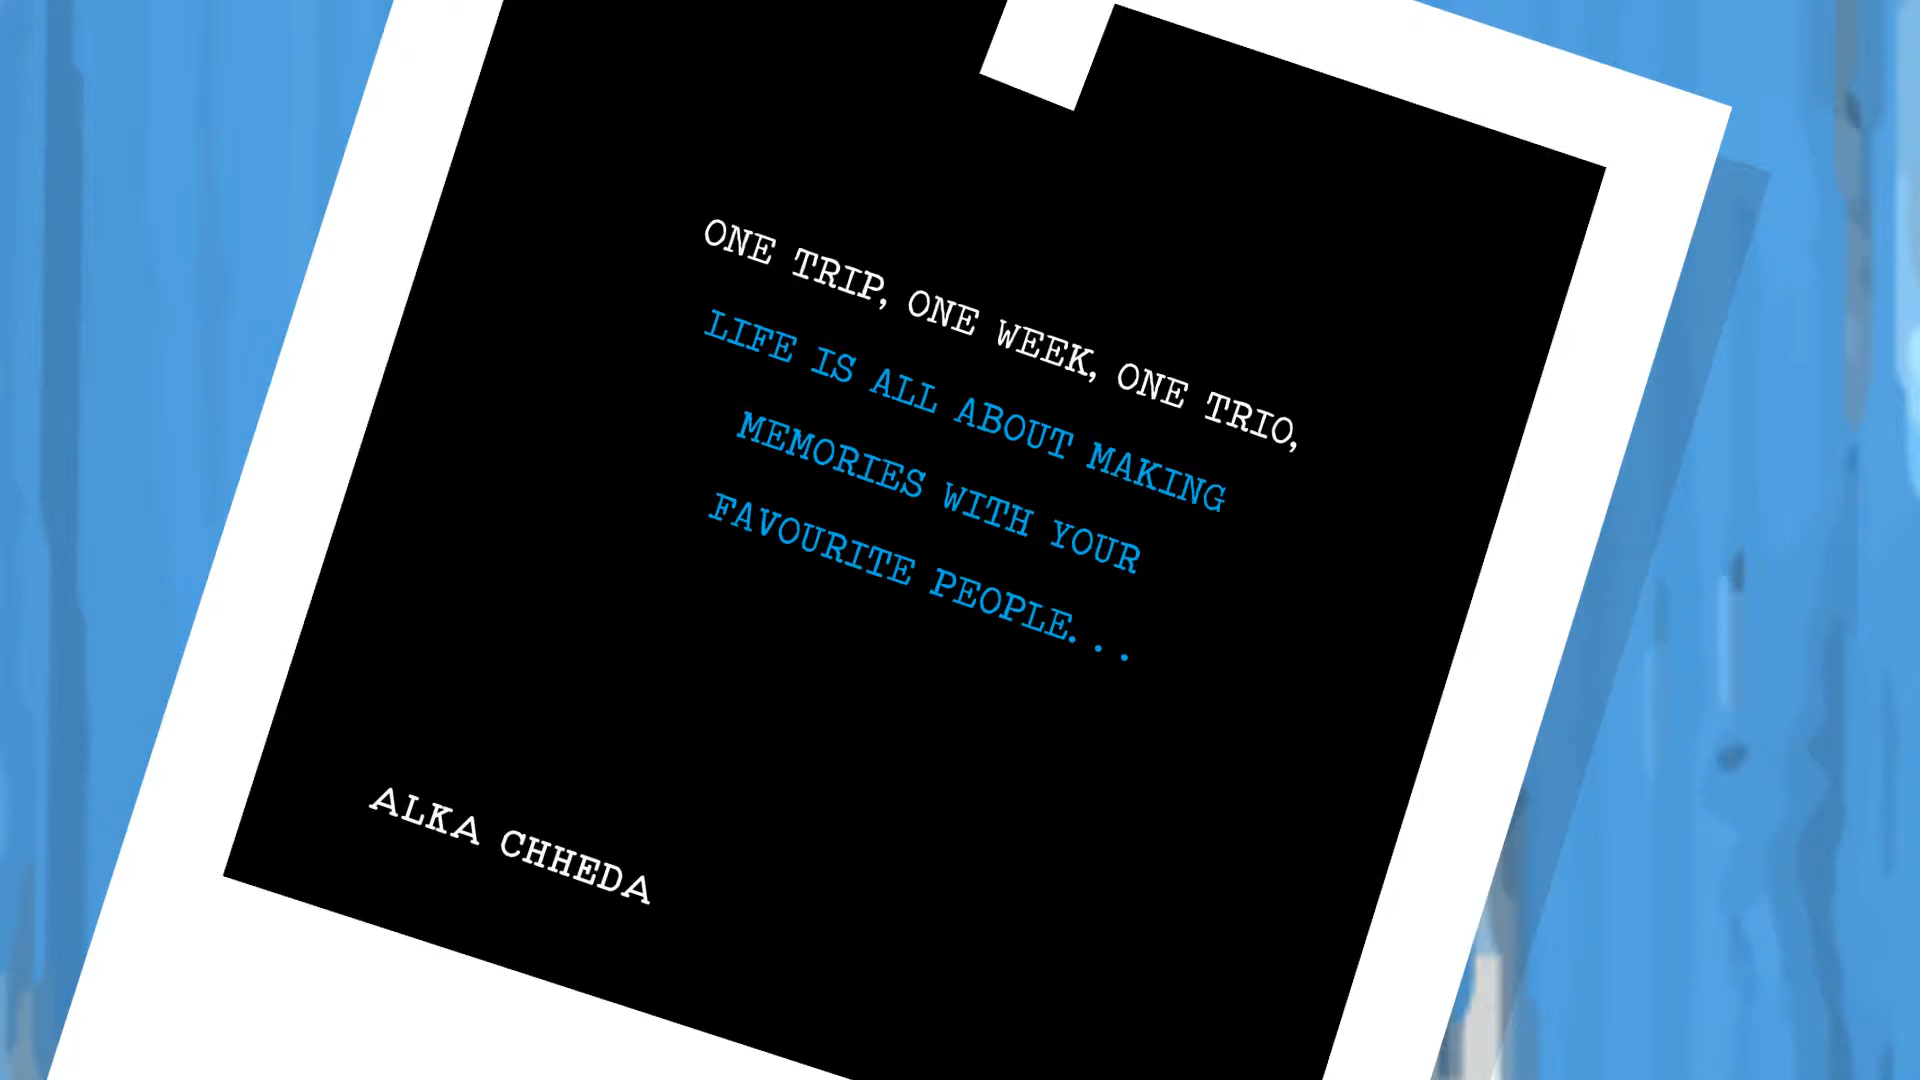 ONE TRIP, ONE WEEK, ONE TRIO,
LIFE IS ALL ABOUT MAKING
MEMORIES WITH YOUR
FAVOURITE PEOPLE...
ALKA CHHEDA